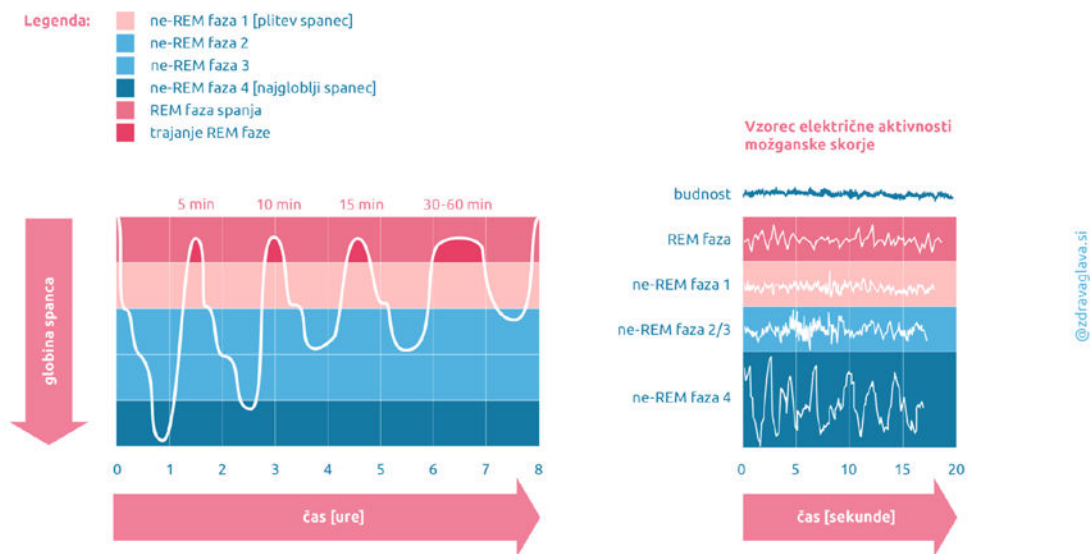 Legenda:
ne-REM faza 1 [plitev spanec]
ne-REM faza 2
ne-REM faza 3
ne-REM faza 4 [najgloblji spanec]
REM faza spanja
trajanje REM faze
5 min 10 min 15 min 30-60 min
globina spanca
0 1 2 3 4 5 6 7 8
čas [ure]
Vzorec električne aktivnosti
možganske skorje
budnost
REM faza
ne-REM faza 1
ne-REM faza 2/3
ne-REM faza 4
0 5 10 15 20
čas [sekunde]
@zdravaglava.si